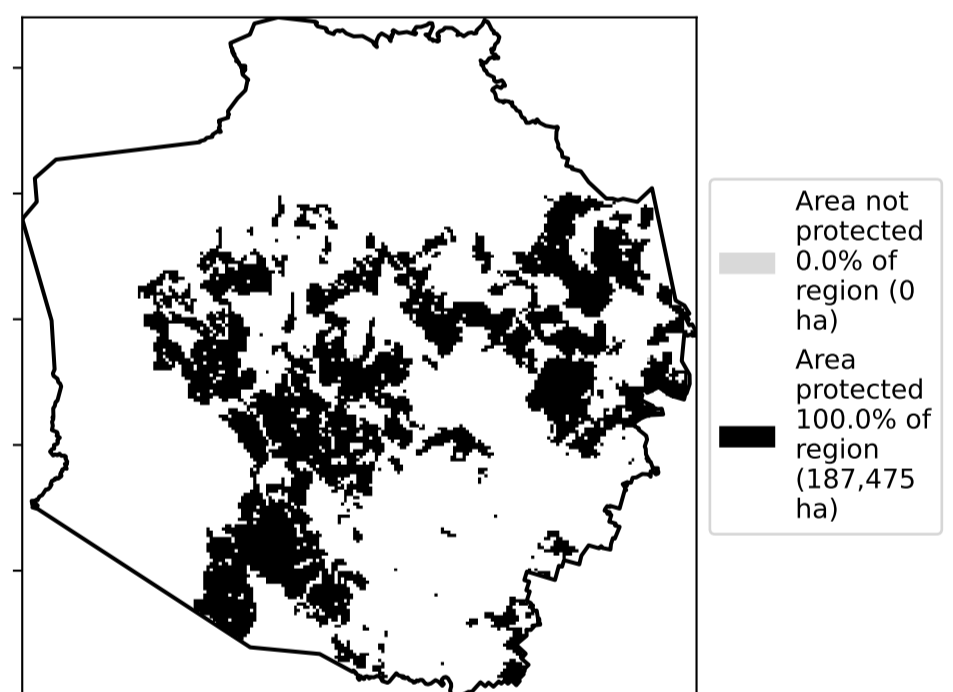 Area not
protected
0.0% of
region (0
ha)
Area
protected
100.0% of
region
(187,475
ha)